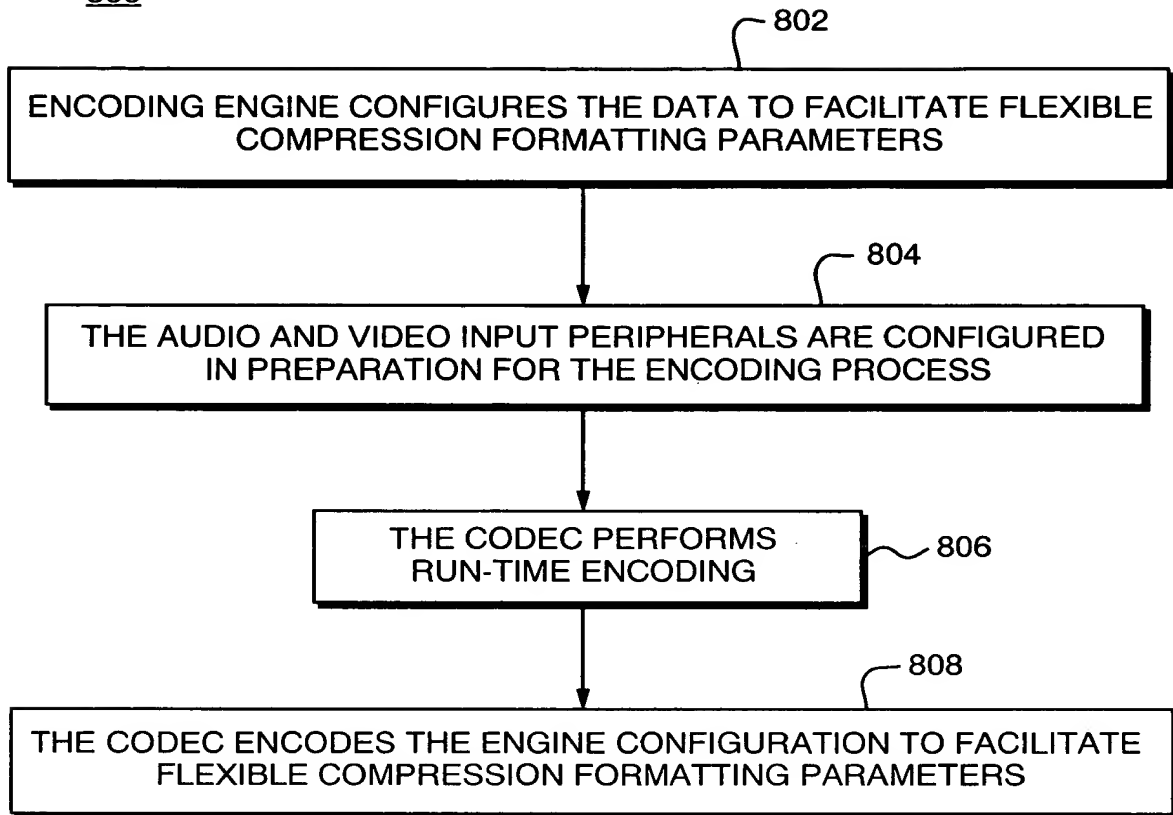 802
ENCODING ENGINE CONFIGURES THE DATA TO FACILITATE FLEXIBLE
COMPRESSION FORMATTING PARAMETERS
804
THE AUDIO AND VIDEO INPUT PERIPHERALS ARE CONFIGURED
IN PREPARATION FOR THE ENCODING PROCESS
THE CODEC PERFORMS
RUN-TIME ENCODING
806
808
THE CODEC ENCODES THE ENGINE CONFIGURATION TO FACILITATE
FLEXIBLE COMPRESSION FORMATTING PARAMETERS